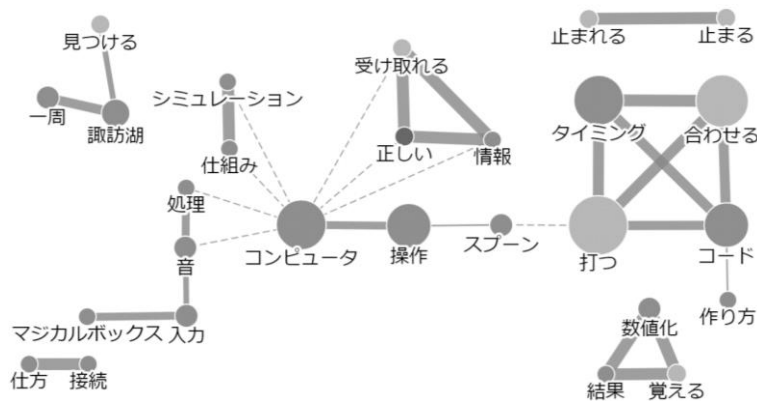 見つける
止まれる
止まる
受け取れる
シミュレーション
一周
諏訪湖
タイミング
合わせる
正しい
情報
仕組み
処理
音
コンピュータ
操作
スプーン
打つ
コード
マジカルボックス
入力
数値化
作り方
仕方
接続
結果
覚える